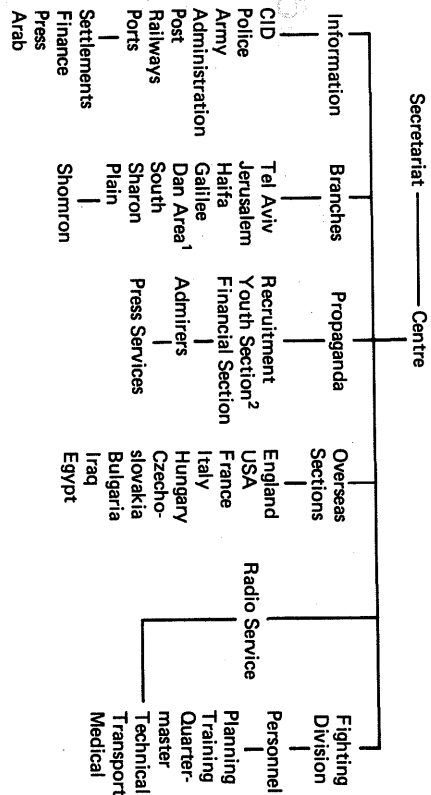 Secretariat
Centre
Information
CID
Police
Army
Administration
Post
Railways
Ports
Settlements
Finance
Press
Arab
Branches
Tel Aviv
Jerusalem
Haifa
Galilee
Dan Area¹
South
Sharon
Plain
Shomron
Propaganda
Recruitment
Youth Section²
Financial Section
Admirers
Press Services
Overseas
Sections
England
USA
France
Italy
Hungary
Czecho-
slovakia
Bulgaria
Iraq
Egypt
Radio Service
Fighting
Division
Personnel
Planning
Training
Quarter-
master
Technical
Transport
Medical